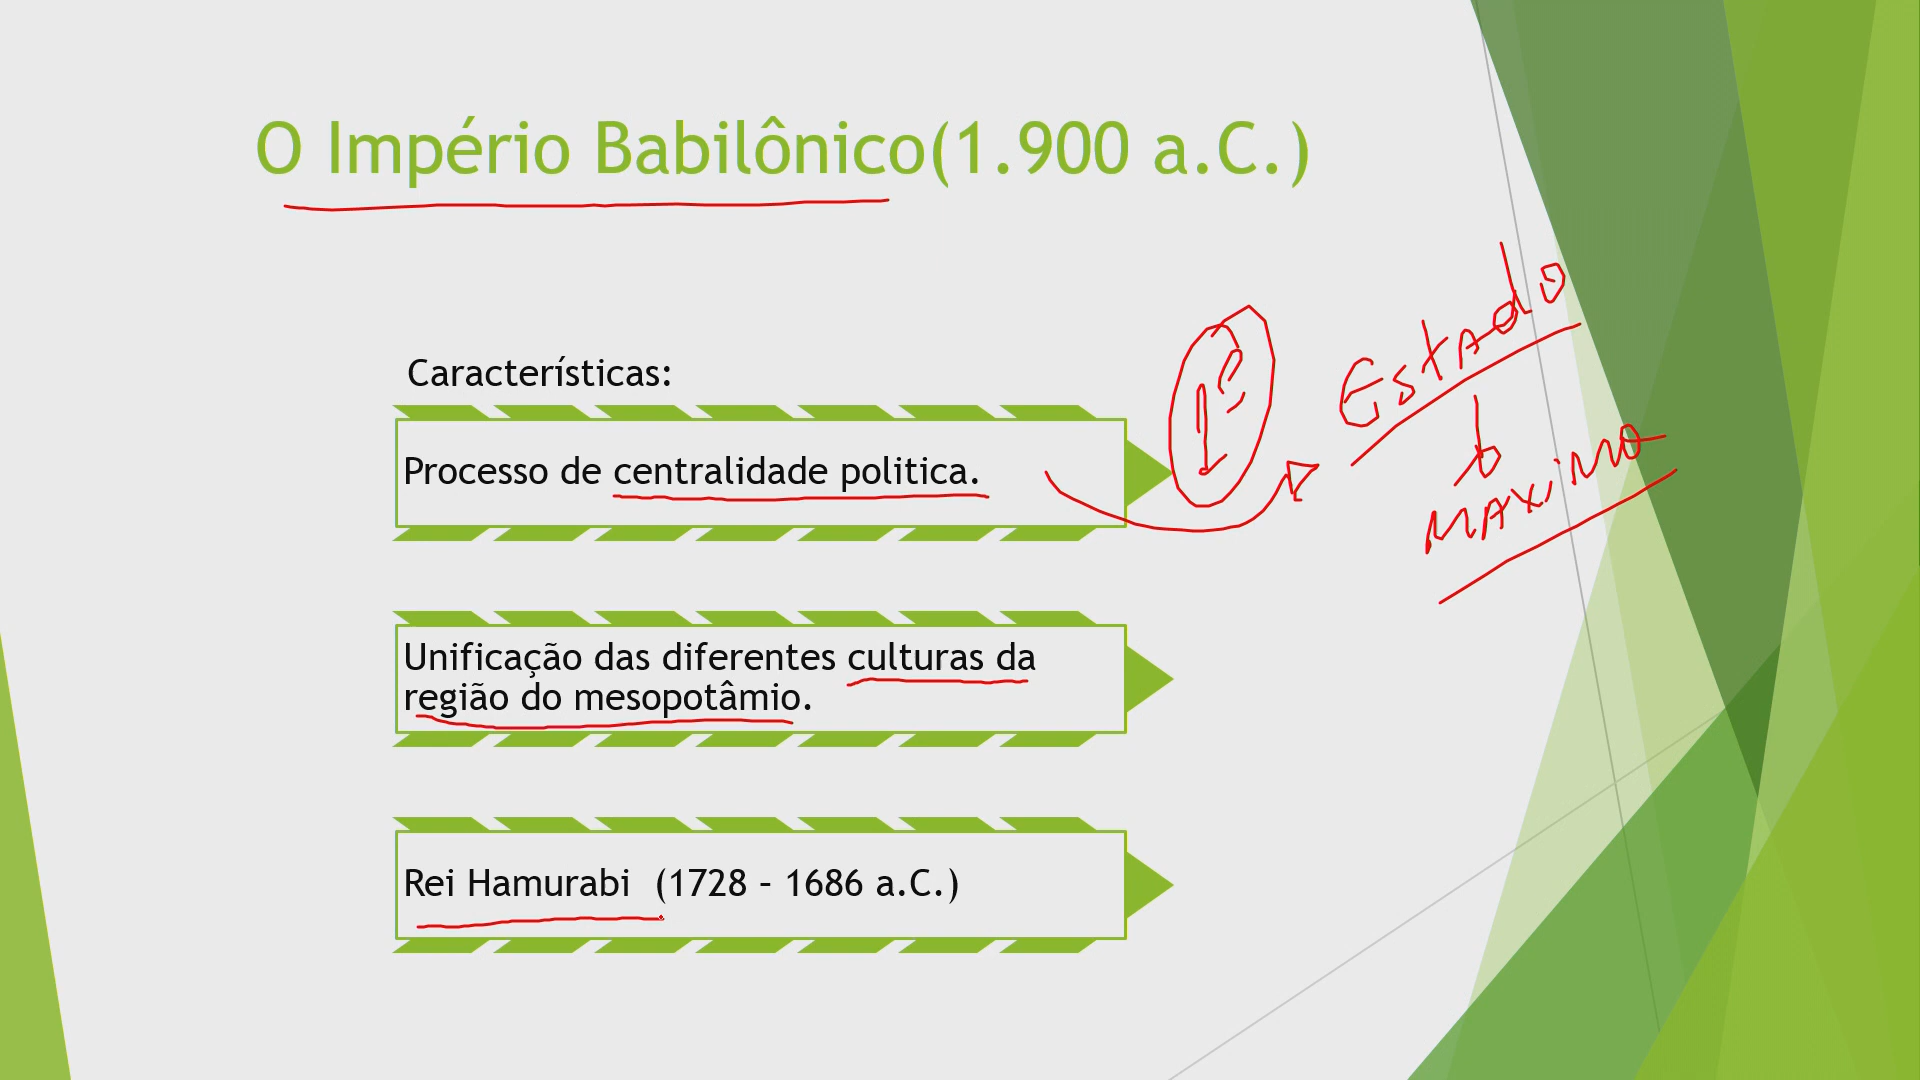 O Império Babilônico(1.900 a.C.)
Características:
Processo de centralidade politica.
1º
Estado
Maximo
Unificação das diferentes culturas da
região do mesopotâmio.
Rei Hamurabi (1728 – 1686 a.C.)